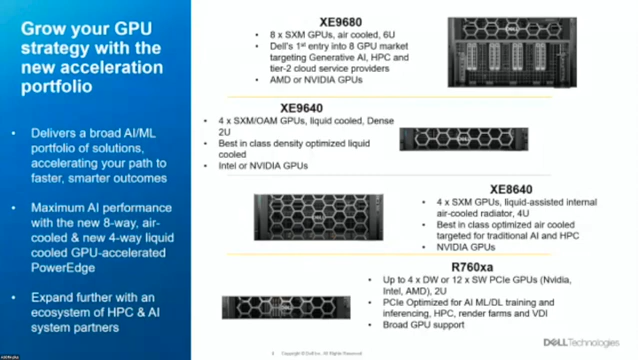 Grow your GPU
strategy with the
new acceleration
portfolio
• Delivers a broad AI/ML
portfolio of solutions,
accelerating your path to
faster, smarter outcomes
• Maximum AI performance
with the new 8-way, air-
cooled & new 4-way liquid
cooled GPU-accelerated
PowerEdge
• Expand further with an
ecosystem of HPC & AI
system partners
XE9680
• 8 x SXM GPUs, air cooled, 6U
• Dell's 1st entry into 8 GPU market
targeting Generative AI, HPC and
tier-2 cloud service providers
• AMD or NVIDIA GPUs
XE9640
• 4 x SXM/OAM GPUs, liquid cooled, Dense
2U
• Best in class density optimized liquid
cooled
• Intel or NVIDIA GPUs
XE8640
• 4 x SXM GPUs, liquid-assisted internal
air-cooled radiator, 4U
• Best in class optimized air cooled
targeted for traditional AI and HPC
• NVIDIA GPUs
R760xa
• Up to 4 x DW or 12 x SW PCIe GPUs (Nvidia,
Intel, AMD), 2U
• PCIe Optimized for AI ML/DL training and
inferencing, HPC, render farms and VDI
• Broad GPU support
Copyright © Dell Inc. All Rights Reserved.
DELL Technologies